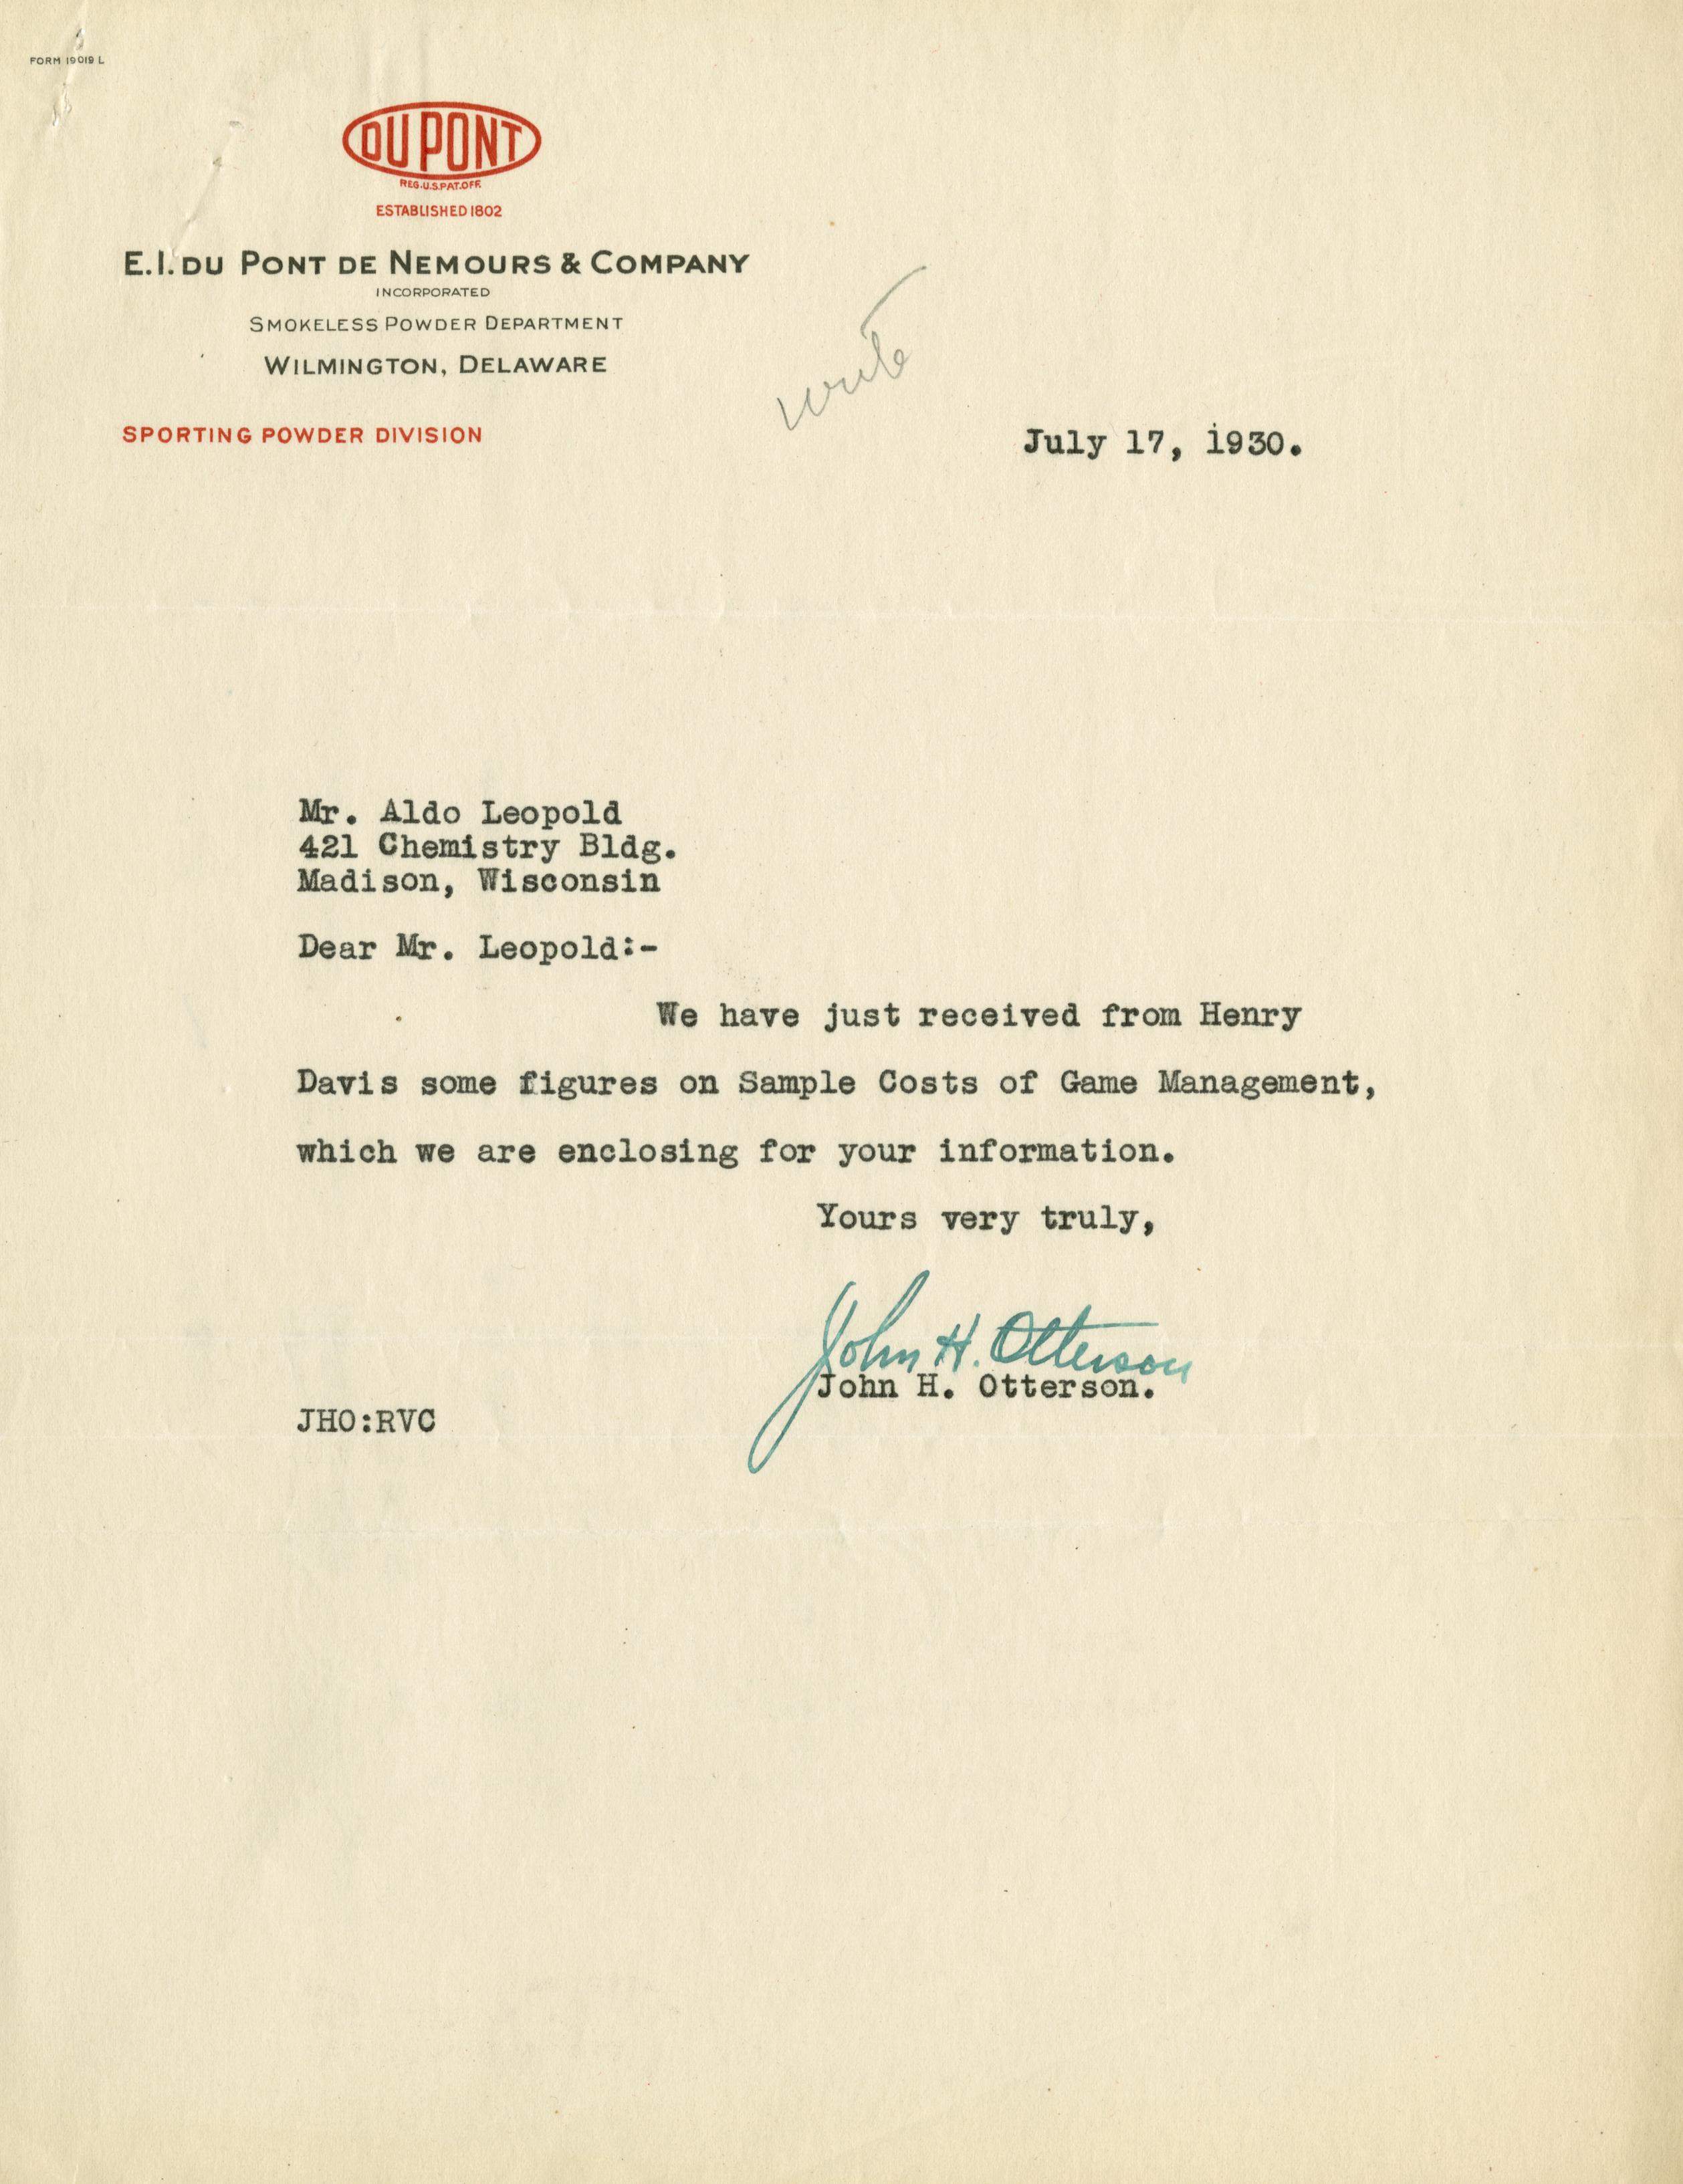 FORM 19019 L
DU PONT
REG.U.S.PAT.OFF.
ESTABLISHED 1802
E.I. DU PONT DE NEMOURS & COMPANY
INCORPORATED
SMOKELESS POWDER DEPARTMENT
WILMINGTON, DELAWARE
SPORTING POWDER DIVISION
write
July 17, 1930.
Mr. Aldo Leopold
421 Chemistry Bldg.
Madison, Wisconsin
Dear Mr. Leopold:-
We have just received from Henry
Davis some figures on Sample Costs of Game Management,
which we are enclosing for your information.
Yours very truly,
John H. Otterson
John H. Otterson.
JHO:RVC